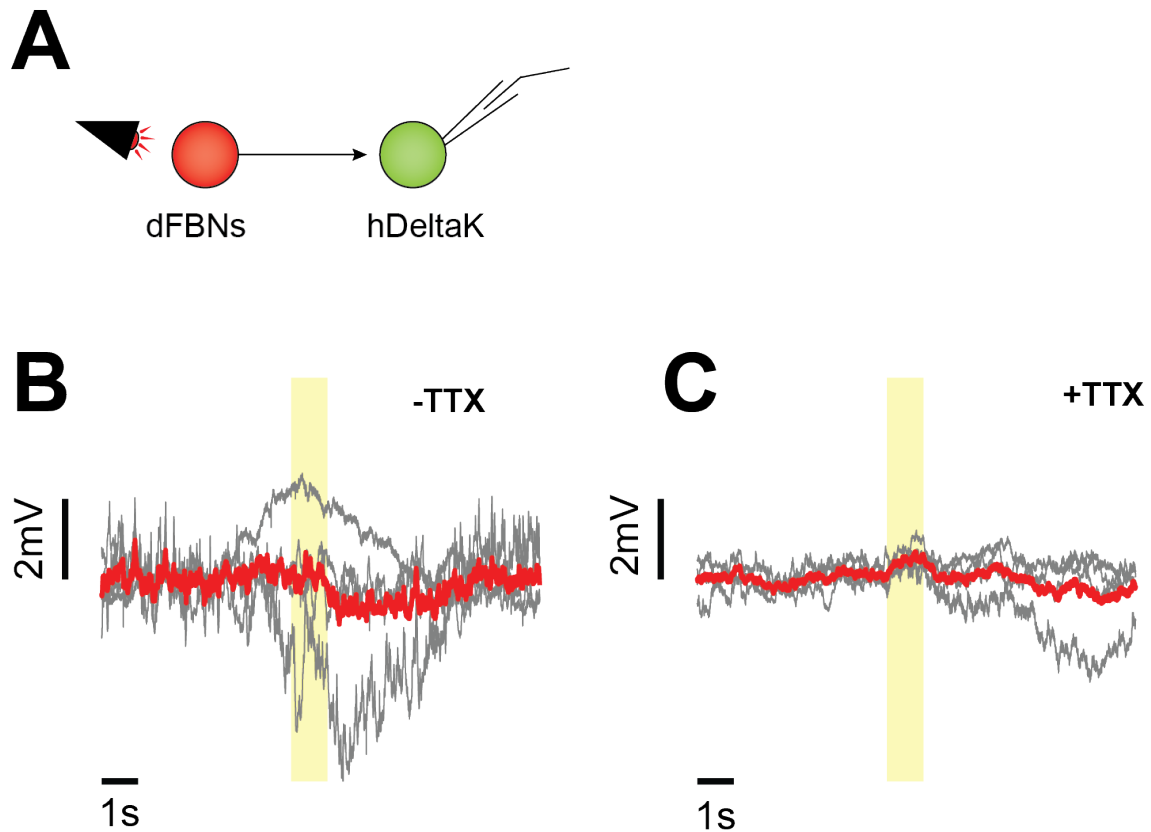 A
dFBNs
hDeltaK
B
-TTX
2mV
1s
C
+TTX
2mV
1s